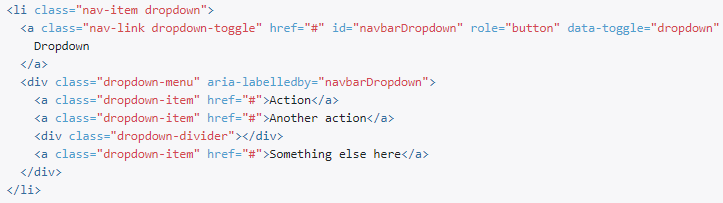 <li class="nav-item dropdown">
  <a class="nav-link dropdown-toggle" href="#" id="navbarDropdown" role="button" data-toggle="dropdown"
    Dropdown
  </a>
  <div class="dropdown-menu" aria-labelledby="navbarDropdown">
    <a class="dropdown-item" href="#">Action</a>
    <a class="dropdown-item" href="#">Another action</a>
    <div class="dropdown-divider"></div>
    <a class="dropdown-item" href="#">Something else here</a>
  </div>
</li>